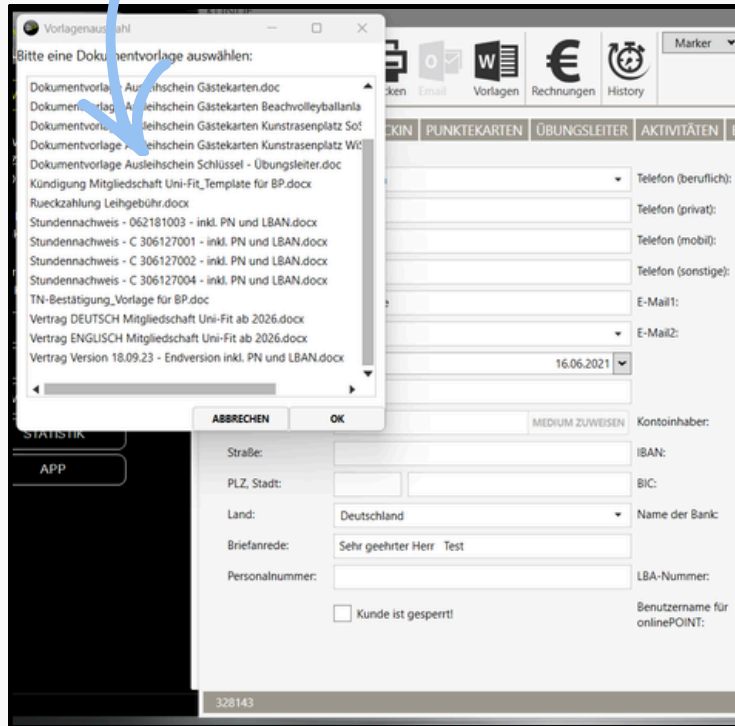 Vorlagenauswahl
Bitte eine Dokumentvorlage auswählen:
Dokumentvorlage Ausleihschein Gästekarten.doc
Dokumentvorlage Ausleihschein Gästekarten Beachvolleyballanla
Dokumentvorlage Ausleihschein Gästekarten Kunstrasenplatz SoS
Dokumentvorlage Ausleihschein Gästekarten Kunstrasenplatz WiS
Dokumentvorlage Ausleihschein Schlüssel - Übungsleiter.doc
Kündigung Mitgliedschaft Uni-Fit_Template für BP.docx
Rueckzahlung Leihgebühr.docx
Stundennachweis - 062181003 - inkl. PN und LBAN.docx
Stundennachweis - C 306127001 - inkl. PN und LBAN.docx
Stundennachweis - C 306127002 - inkl. PN und LBAN.docx
Stundennachweis - C 306127004 - inkl. PN und LBAN.docx
TN-Bestätigung_Vorlage für BP.doc
Vertrag DEUTSCH Mitgliedschaft Uni-Fit ab 2026.docx
Vertrag ENGLISCH Mitgliedschaft Uni-Fit ab 2026.docx
Vertrag Version 18.09.23 - Endversion inkl. PN und LBAN.docx
ABBRECHEN OK
STATISTIK
APP
Marker
Email Vorlagen Rechnungen History
PUNKTEKARTEN ÜBUNGSLEITER AKTIVITÄTEN
Telefon (beruflich):
Telefon (privat):
Telefon (mobil):
Telefon (sonstige):
E-Mail1:
E-Mail2:
16.06.2021
MEDIUM ZUWEISEN Kontoinhaber:
Straße: IBAN:
PLZ, Stadt: BIC:
Land: Deutschland Name der Bank:
Briefanrede: Sehr geehrter Herr Test
Personalnummer: LBA-Nummer:
Kunde ist gesperrt! Benutzername für
onlinePOINT:
328143